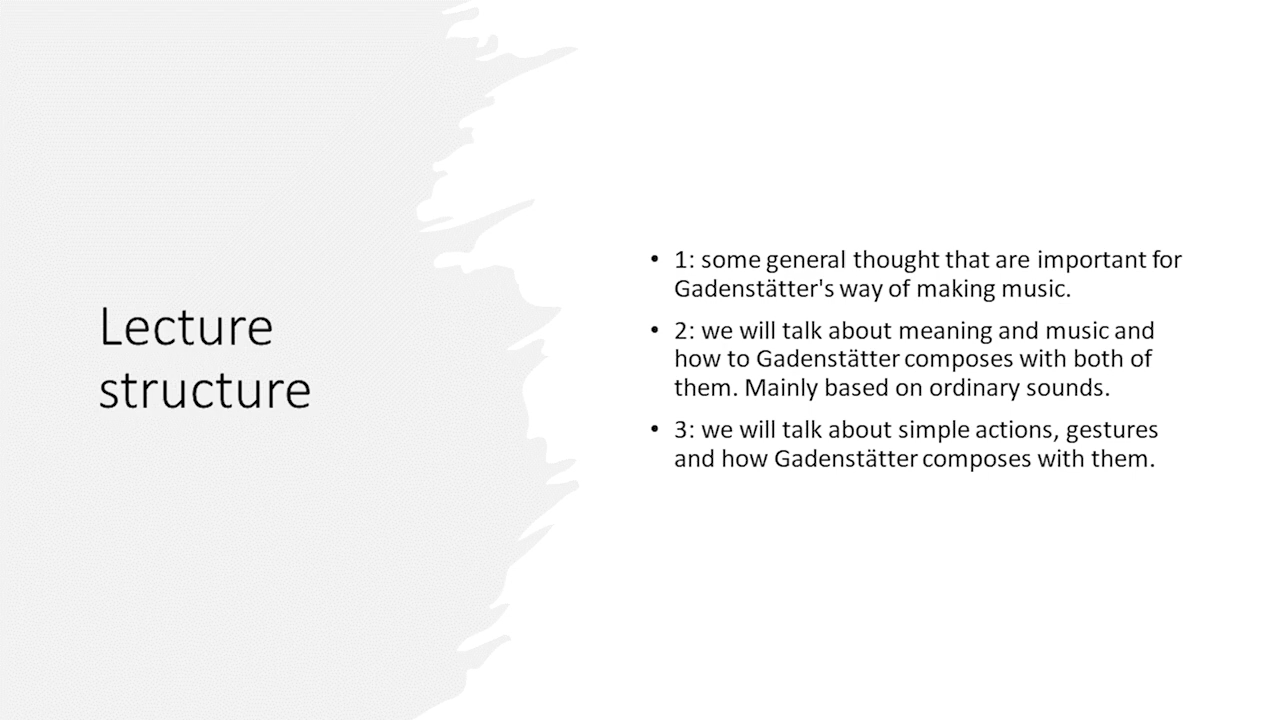 Lecture
structure
• 1: some general thought that are important for
Gadenstätter's way of making music.
• 2: we will talk about meaning and music and
how to Gadenstätter composes with both of
them. Mainly based on ordinary sounds.
• 3: we will talk about simple actions, gestures
and how Gadenstätter composes with them.